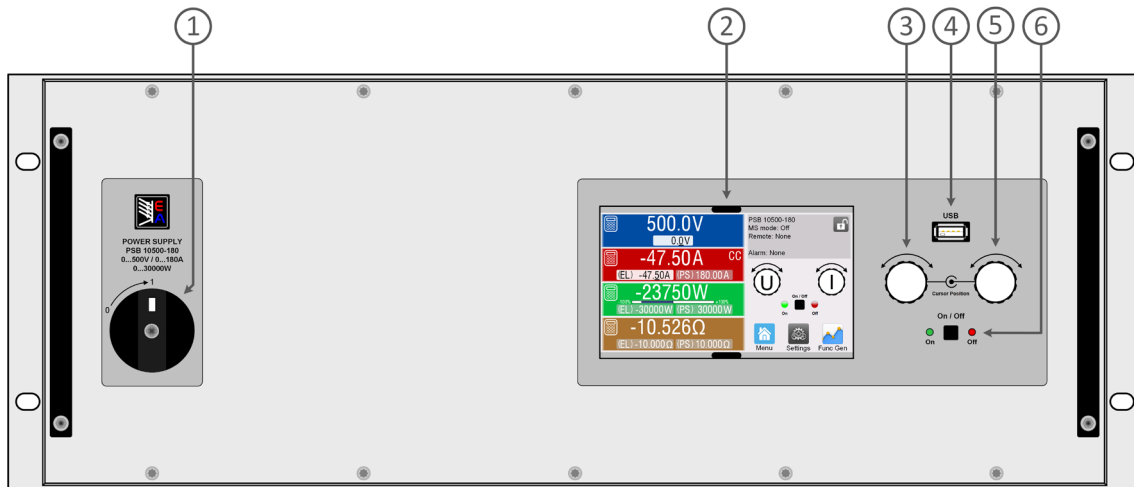 1
2
3
4
5
6
EA
POWER SUPPLY
PSB 10500-180
0...500V / 0...180A
0...30000W
0
1
500.0V
0.0V
-47.50A CC
(EL) -47.50A (PS) 180.00A
-23750W
-100% +100%
(EL) -30000W (PS) 30000W
-10.526Ω
(EL) -10.000Ω (PS) 10.000Ω
PSB 10500-180
MS mode: Off
Remote: None
Alarm: None
U
I
On / Off
On
Off
Menu
Settings
Func Gen
USB
Cursor Position
On / Off
On
Off